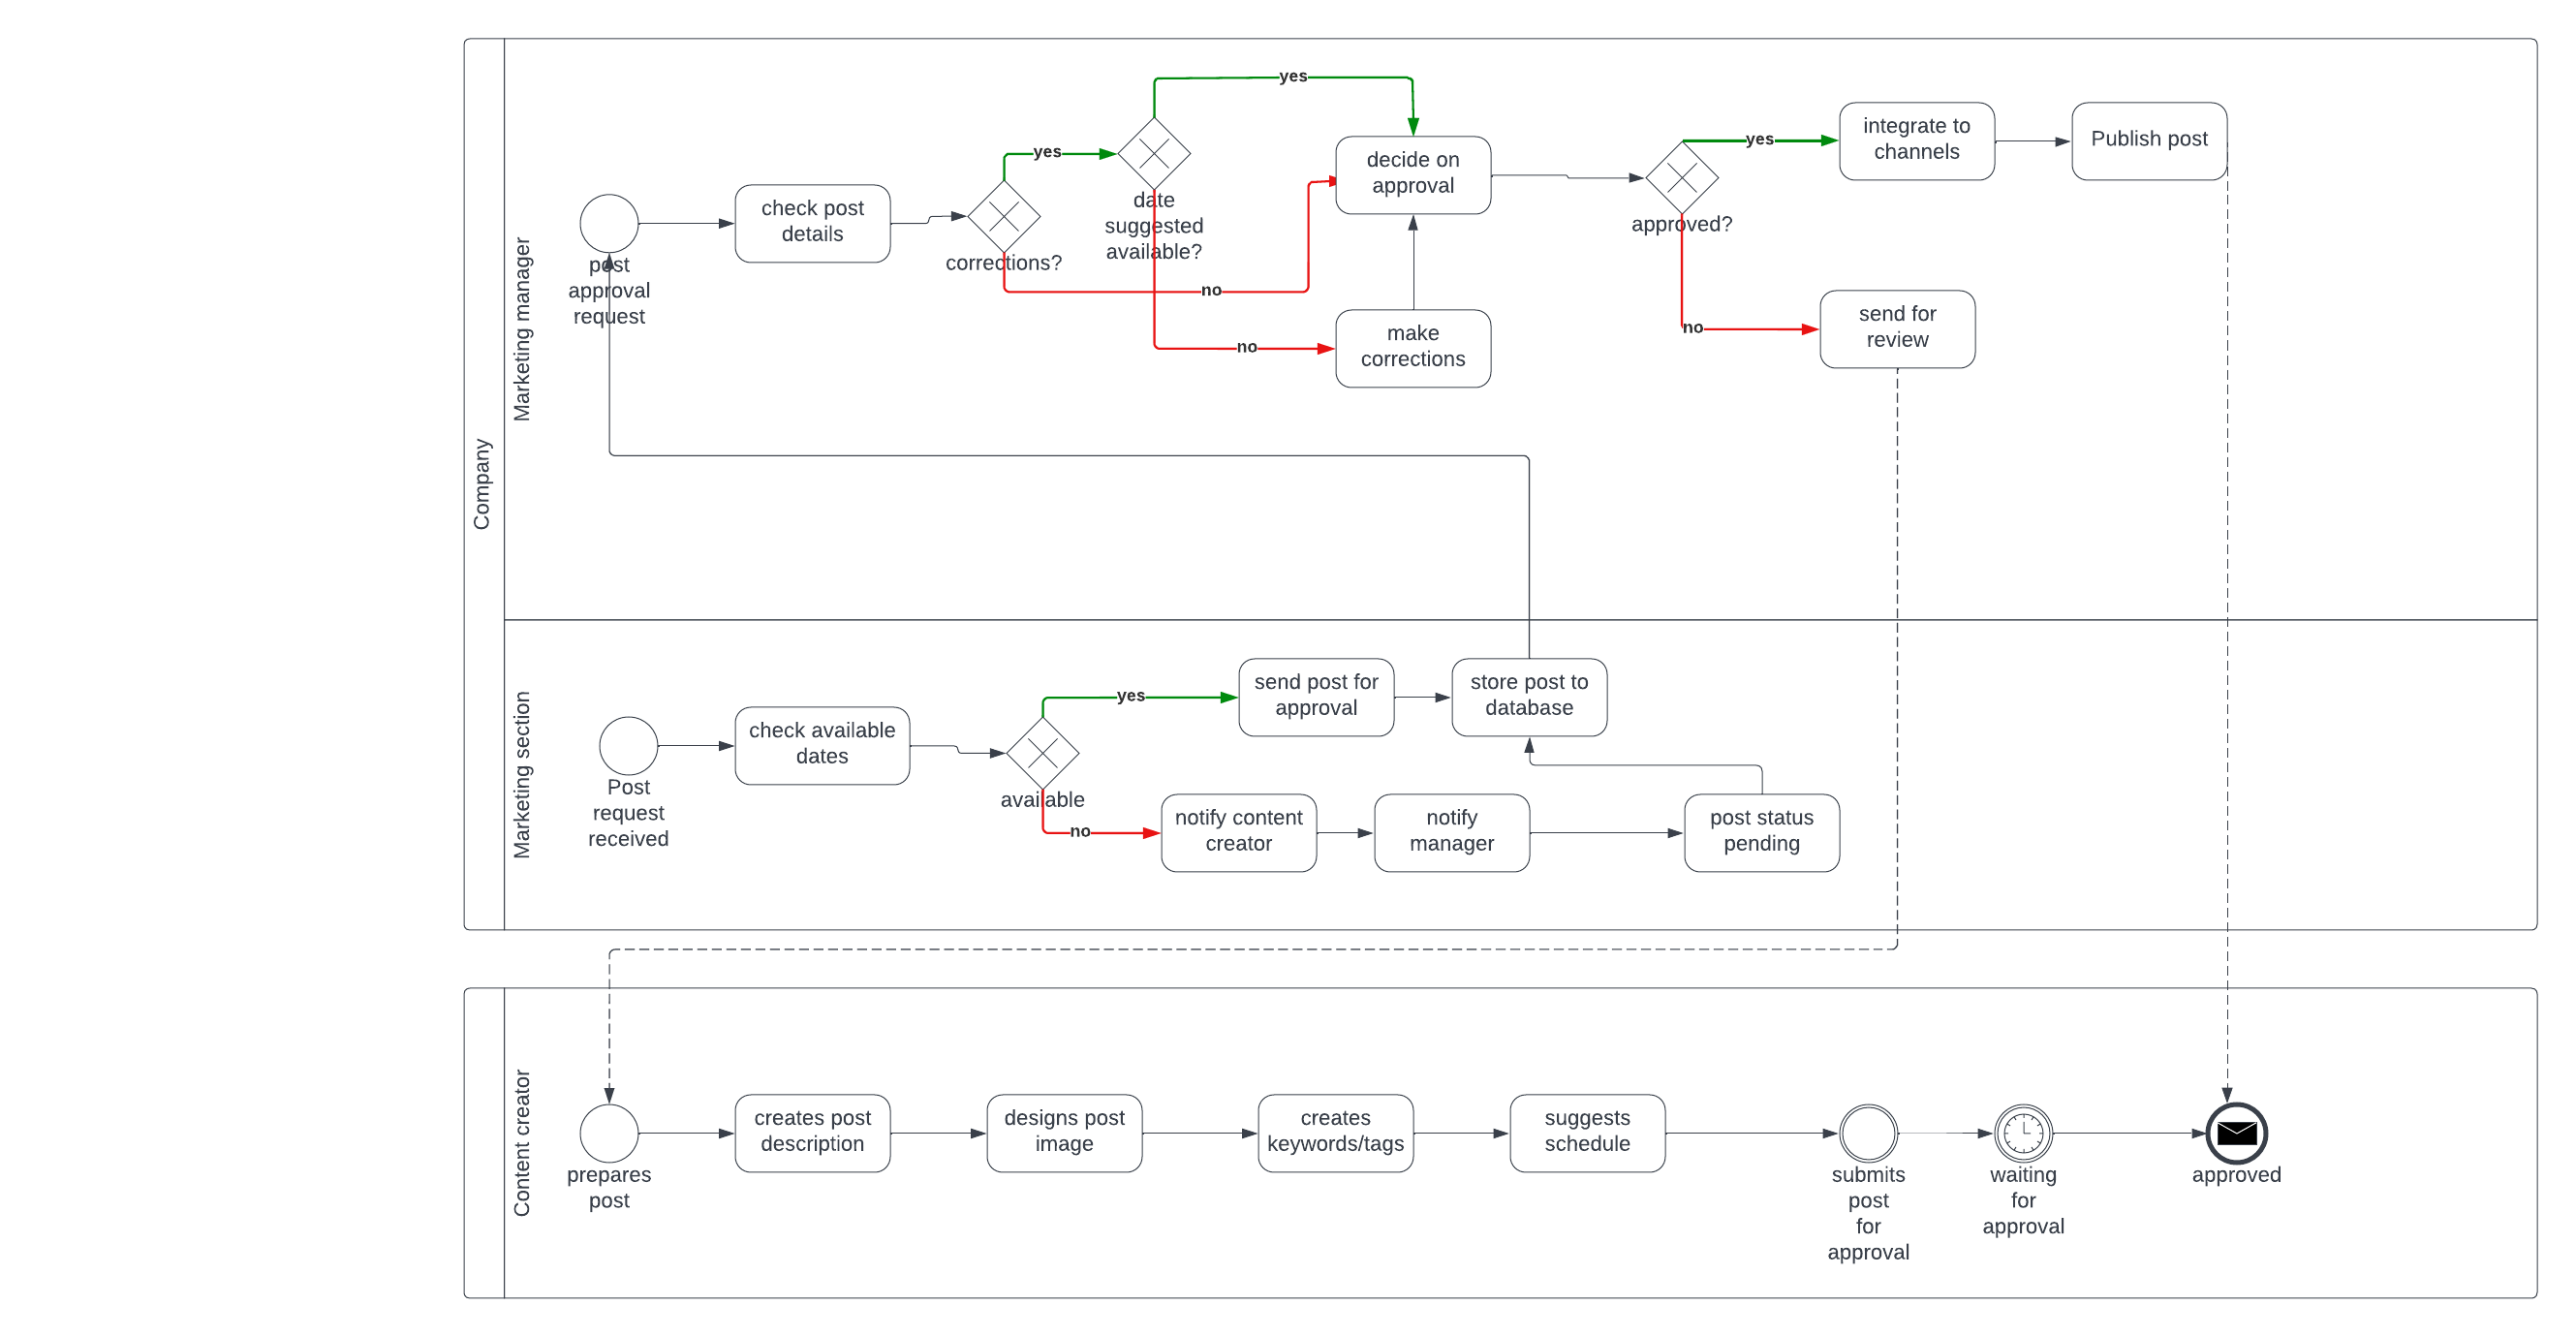 Company
Marketing manager
post
approval
request
check post
details
corrections?
yes
no
date
suggested
available?
yes
no
decide on
approval
make
corrections
approved?
yes
no
integrate to
channels
Publish post
send for
review
Marketing section
Post
request
received
check available
dates
available
yes
no
send post for
approval
store post to
database
notify content
creator
notify
manager
post status
pending
Content creator
prepares
post
creates post
description
designs post
image
creates
keywords/tags
suggests
schedule
submits
post
for
approval
waiting
for
approval
approved